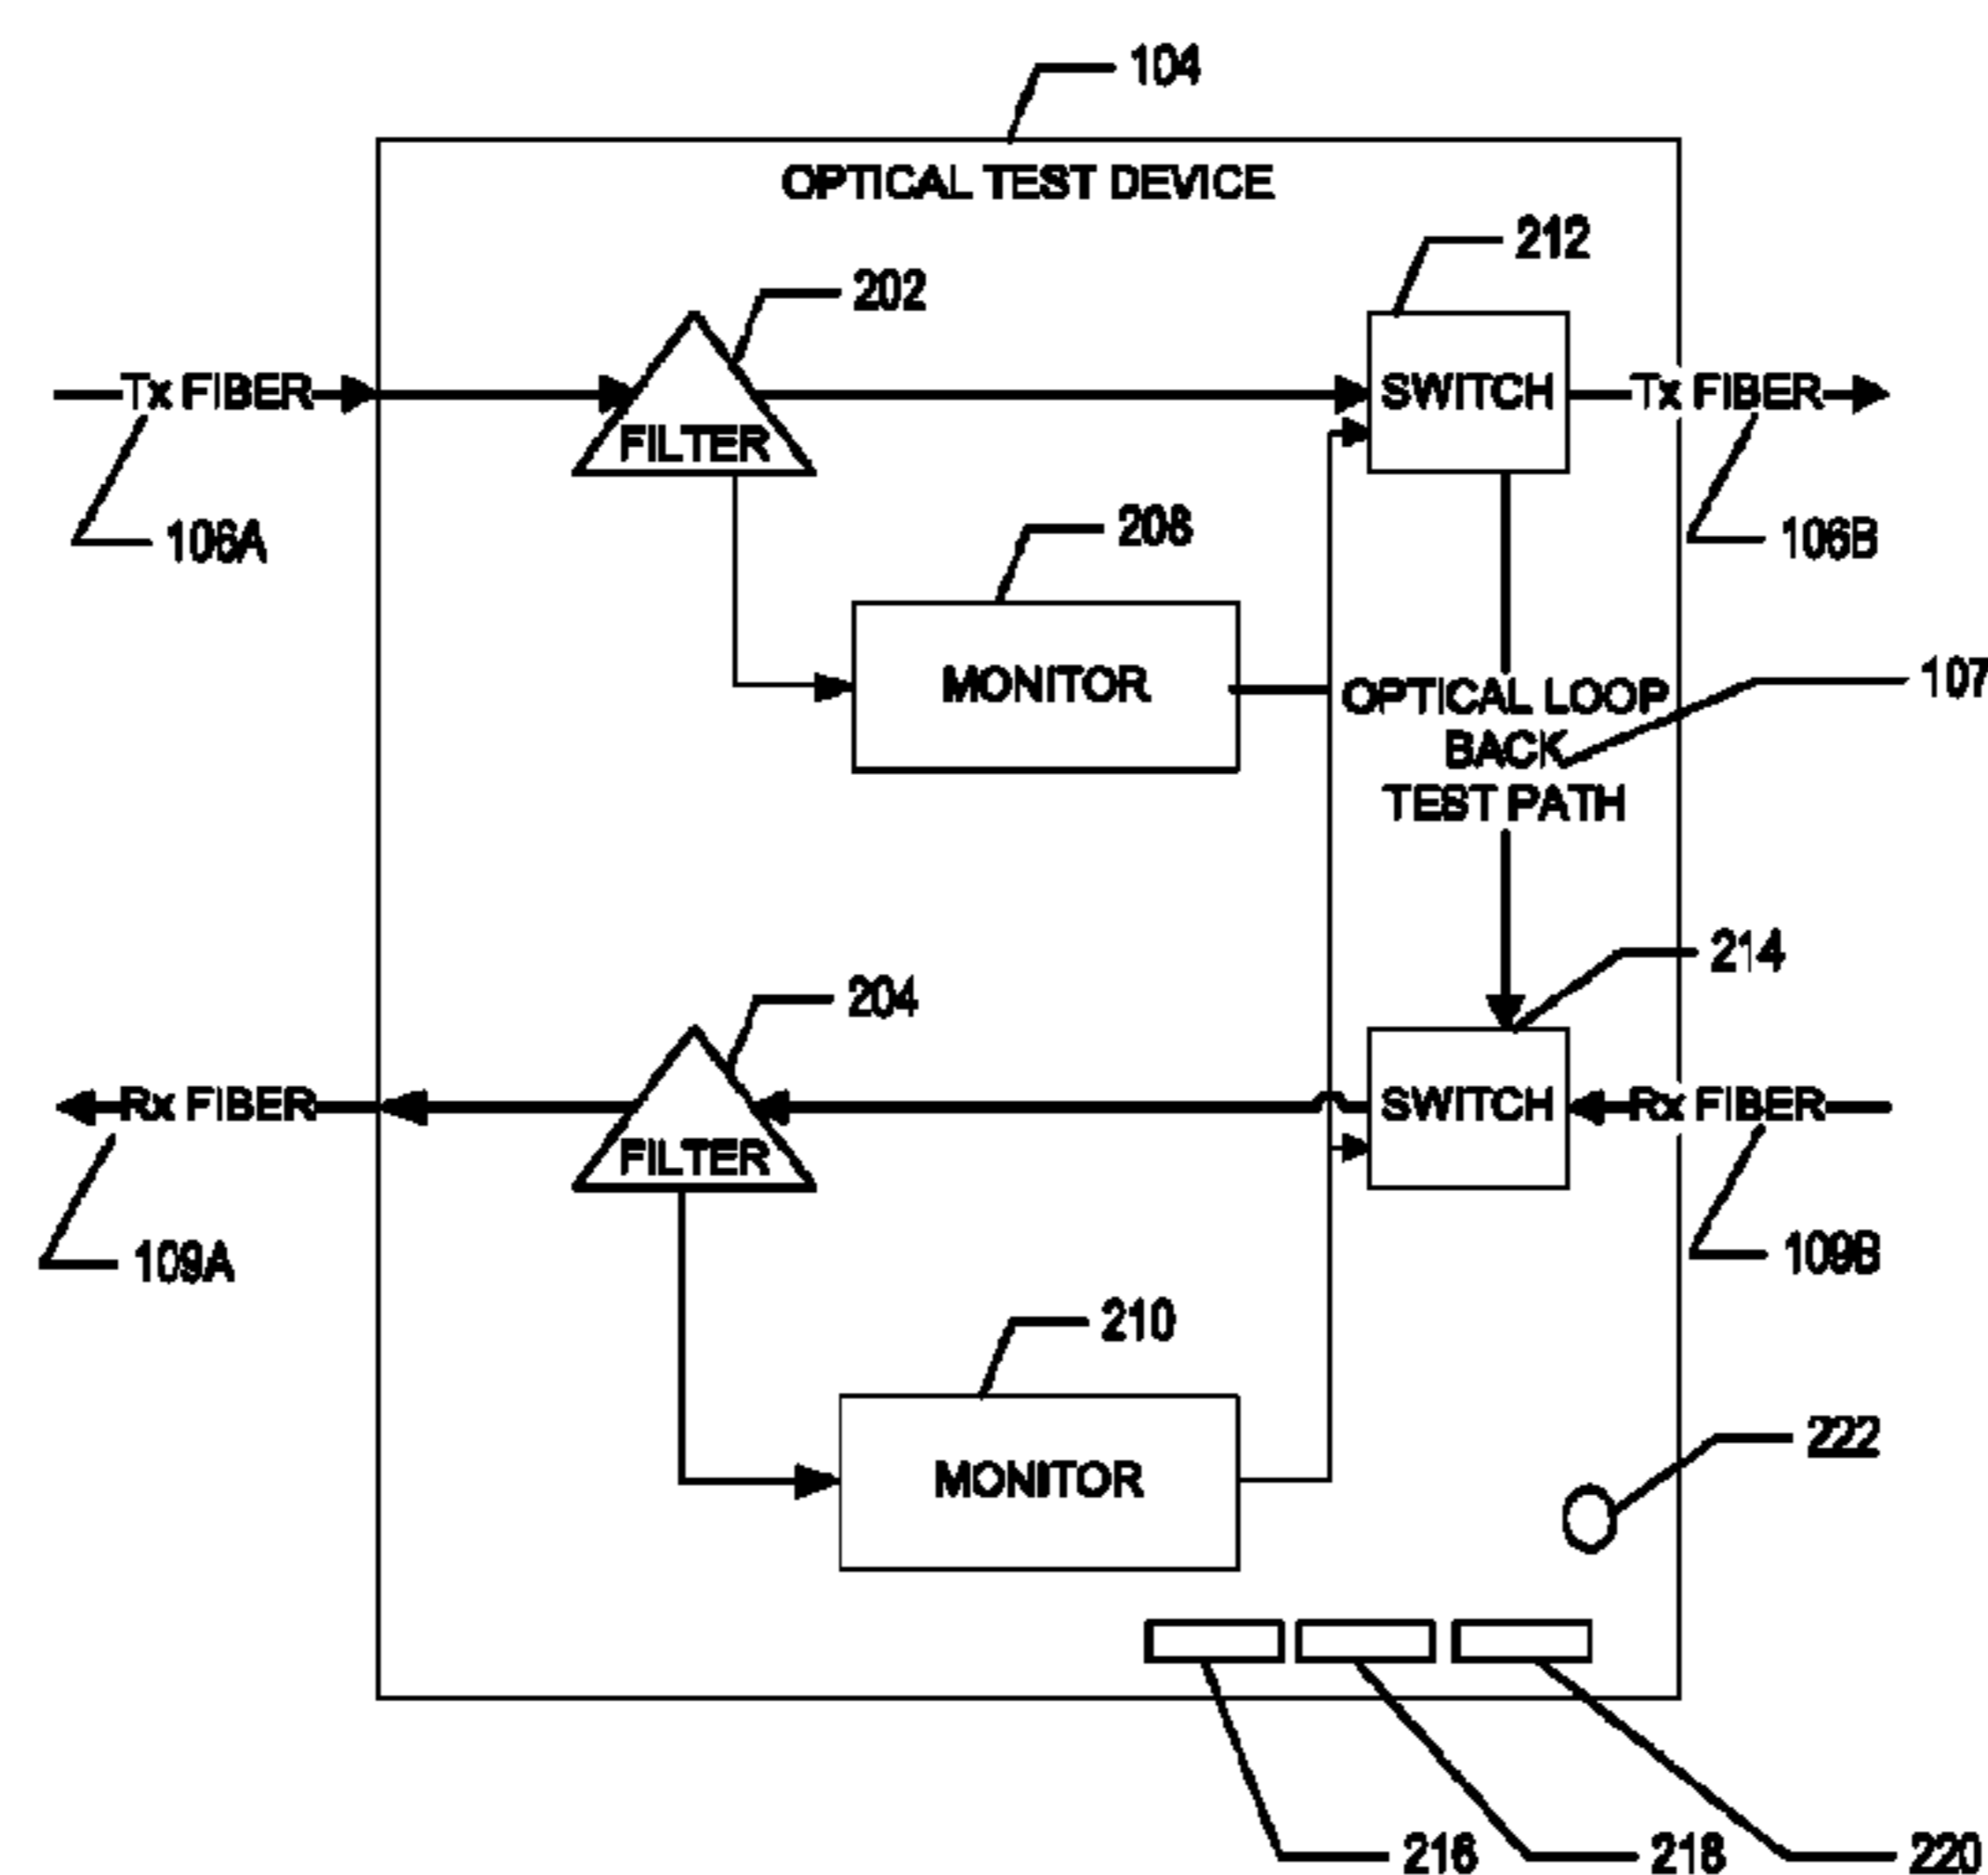 104
OPTICAL TEST DEVICE
212
202
Tx FIBER
SWITCH
Tx FIBER
FILTER
106A
208
106B
MONITOR
OPTICAL LOOP
BACK
TEST PATH
107
214
204
Rx FIBER
SWITCH
Rx FIBER
FILTER
109A
109B
210
222
MONITOR
216
218
220